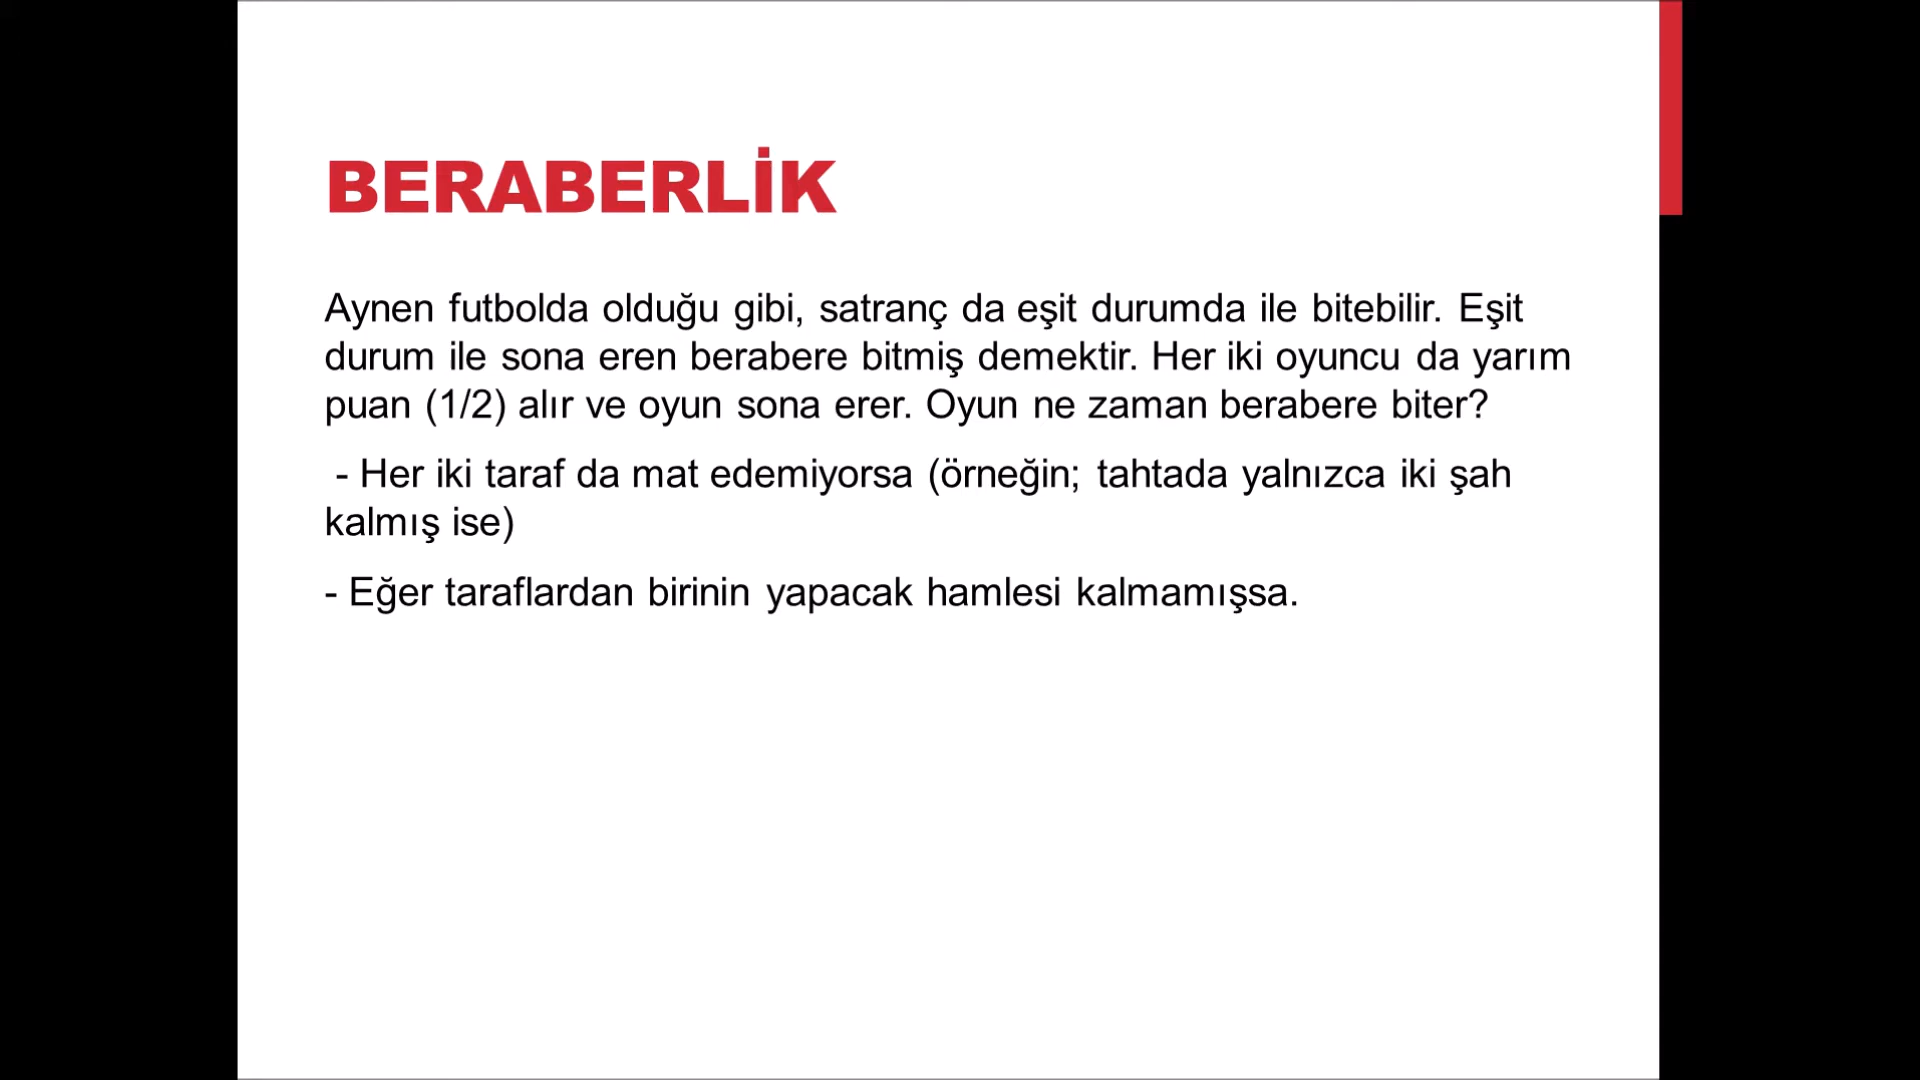 BERABERLİK
Aynen futbolda olduğu gibi, satranç da eşit durumda ile bitebilir. Eşit
durum ile sona eren berabere bitmiş demektir. Her iki oyuncu da yarım
puan (1/2) alır ve oyun sona erer. Oyun ne zaman berabere biter?
- Her iki taraf da mat edemiyorsa (örneğin; tahtada yalnızca iki şah
kalmış ise)
- Eğer taraflardan birinin yapacak hamlesi kalmamışsa.